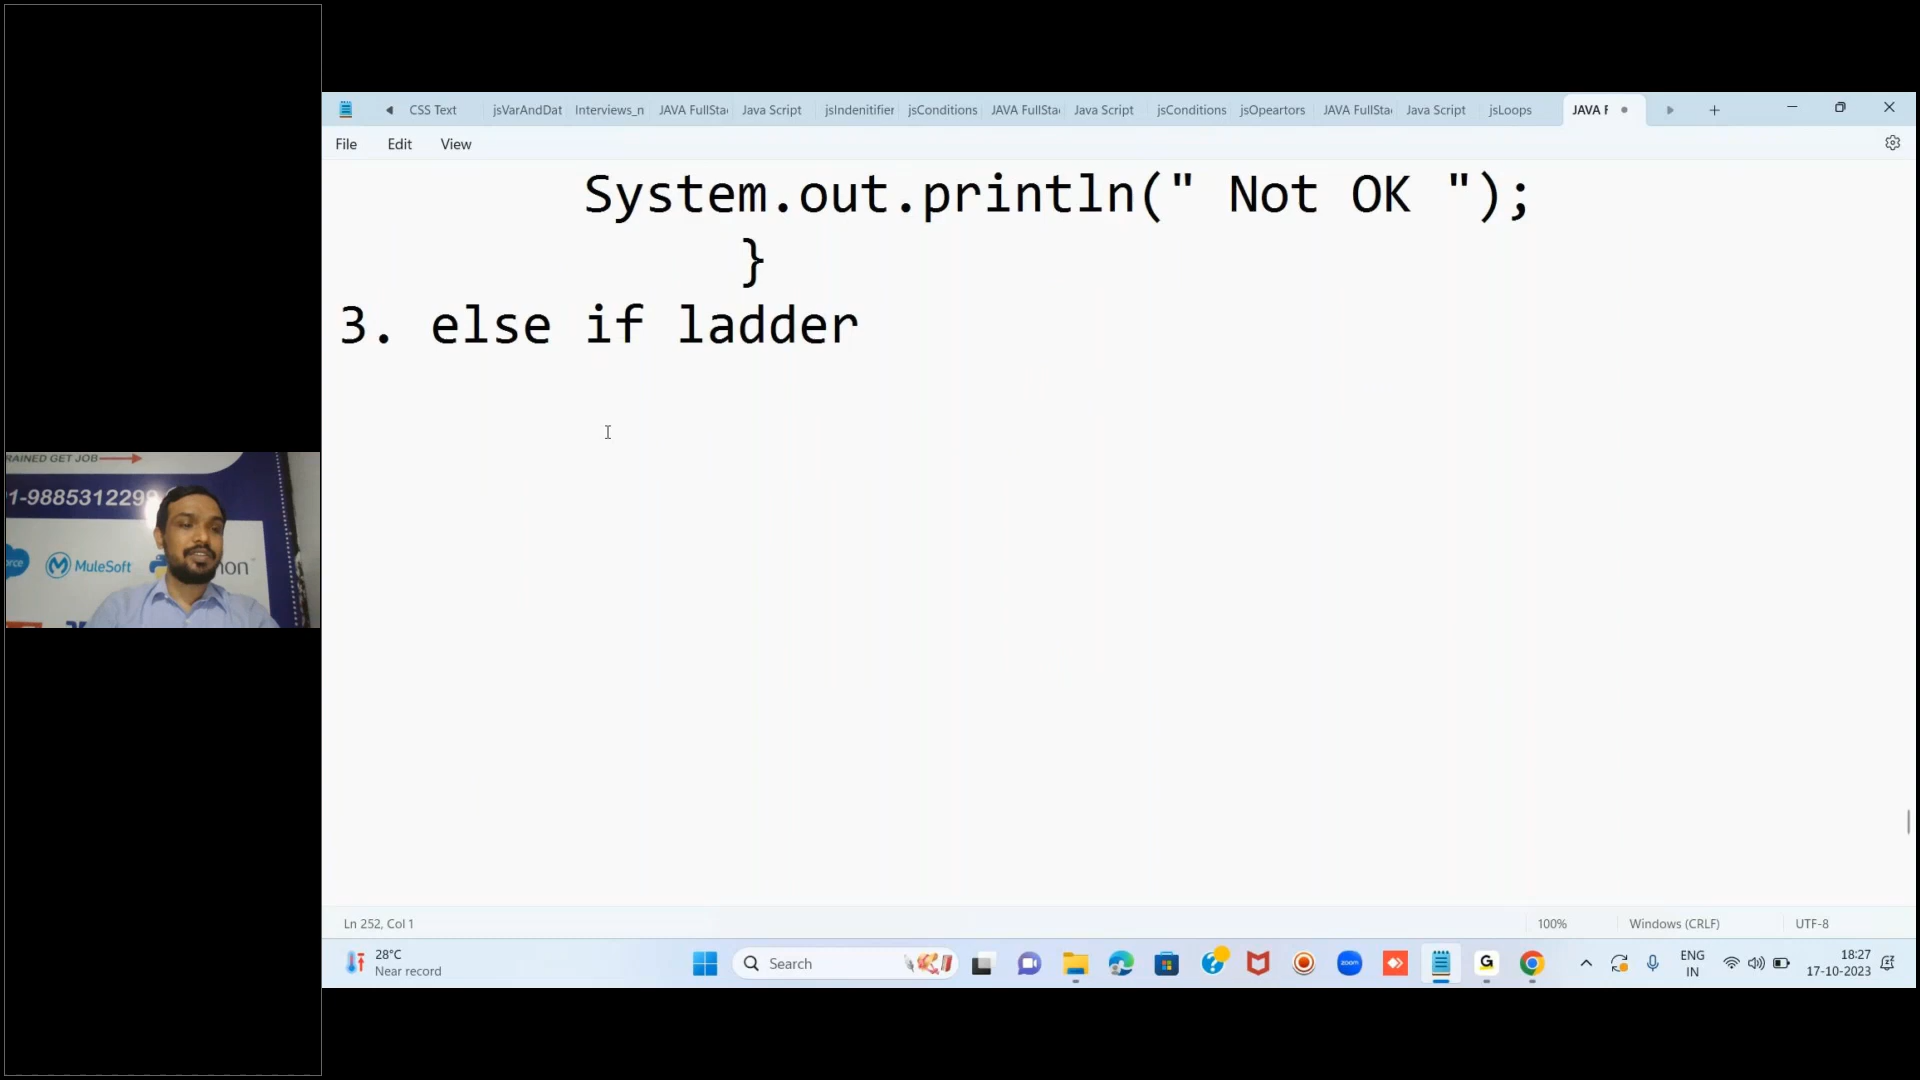 CSS Text jsVarAndDat Interviews_n JAVA FullSta Java Script jsIndenitifier jsConditions JAVA FullSta Java Script jsConditions jsOpeartors JAVA FullSta Java Script jsLoops JAVA F
File Edit View
System.out.println(" Not OK ");
}
3. else if ladder
RAINED GET JOB
1-9885312299
MuleSoft
Ln 252, Col 1 100% Windows (CRLF) UTF-8
28°C
Near record
Search
zoom
ENG
IN
18:27
17-10-2023